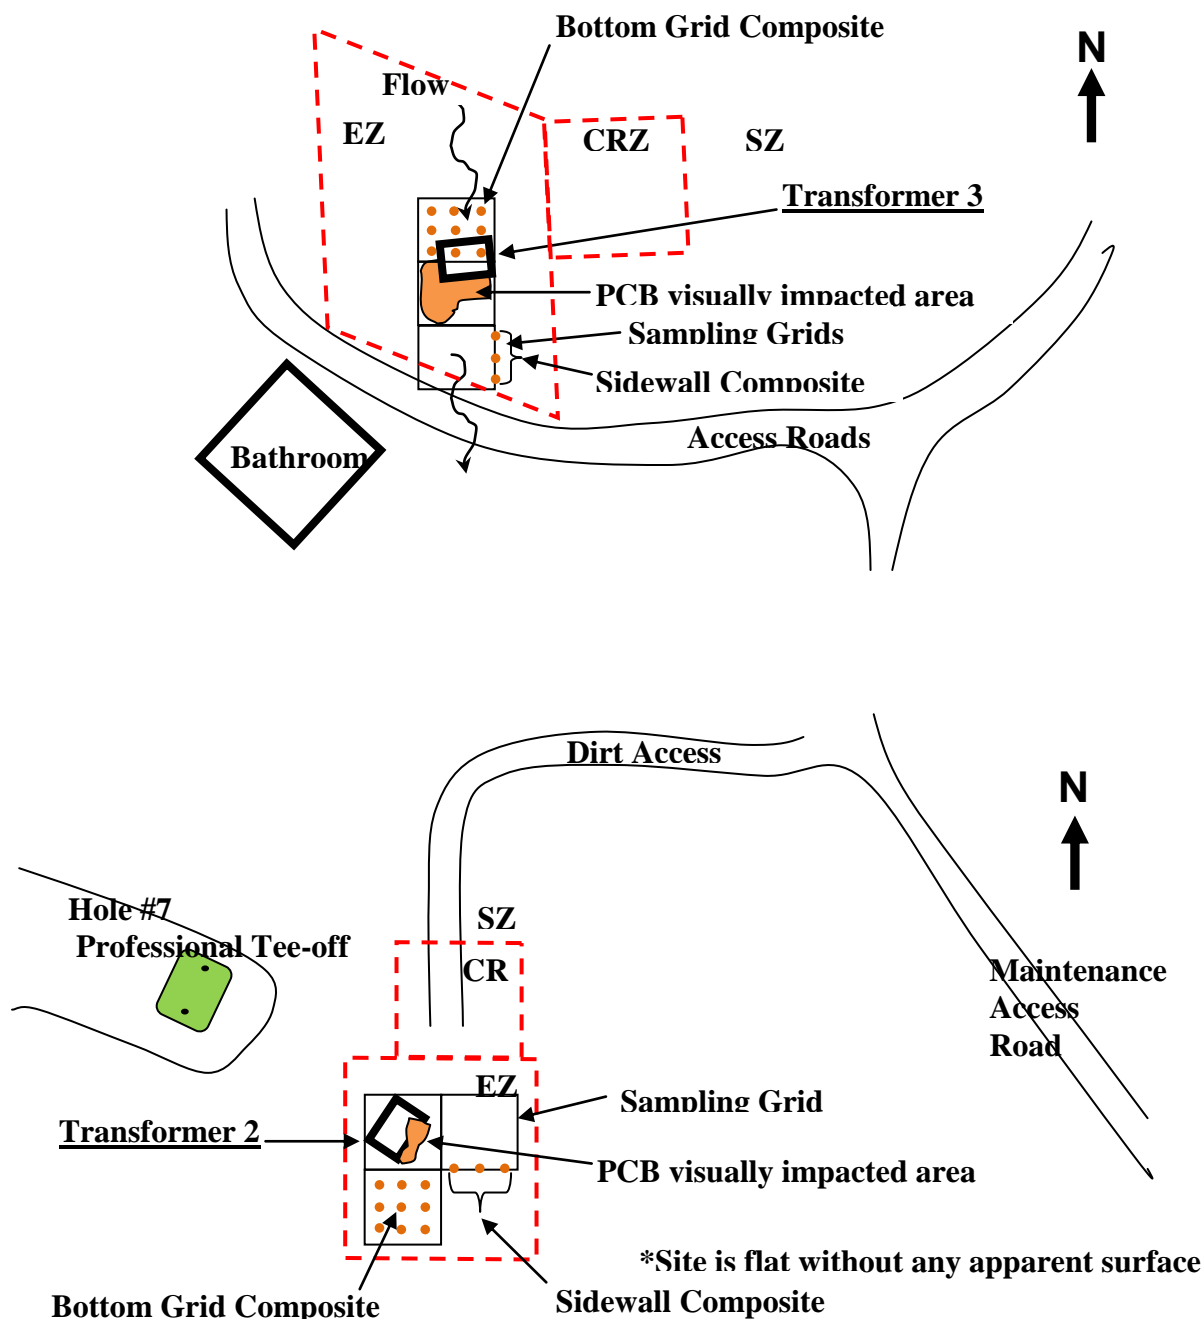 Bottom Grid Composite
N
Flow
EZ
CRZ
SZ
Transformer 3
PCB visually impacted area
Sampling Grids
Sidewall Composite
Access Roads
Bathroom
Dirt Access
N
Hole #7
Professional Tee-off
SZ
CR
Maintenance
Access
Road
EZ
Sampling Grid
Transformer 2
PCB visually impacted area
*Site is flat without any apparent surface
Bottom Grid Composite
Sidewall Composite